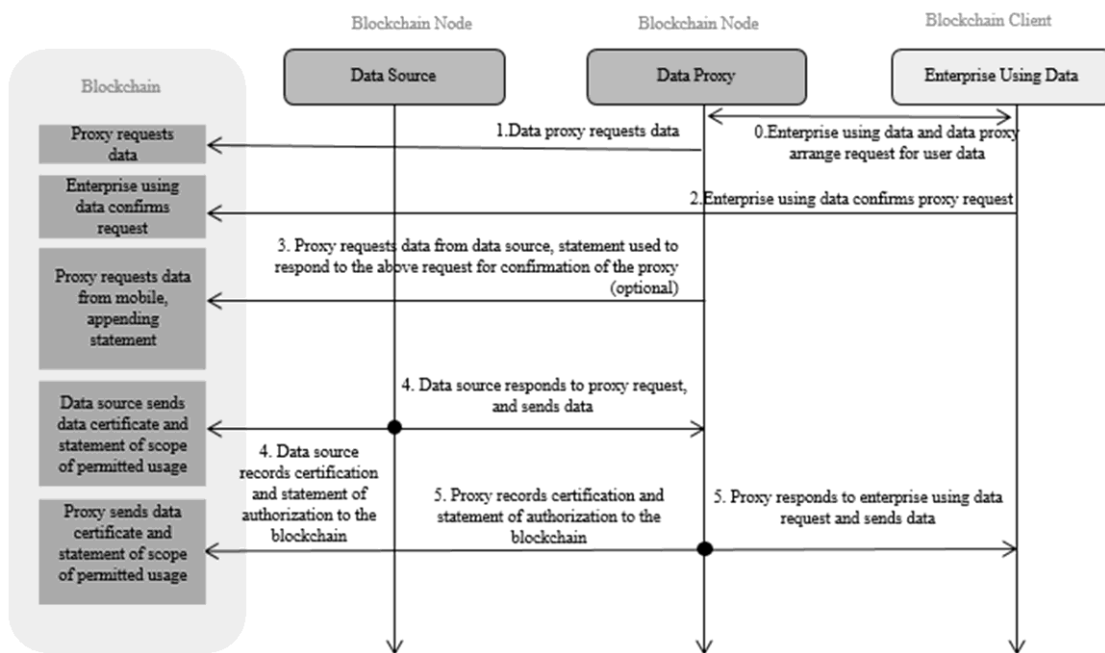 Blockchain Node
Blockchain Node
Blockchain Client
Data Source
Data Proxy
Enterprise Using Data
Blockchain
Proxy requests
data
1.Data proxy requests data
0.Enterprise using data and data proxy
arrange request for user data
Enterprise using
data confirms
request
2.Enterprise using data confirms proxy request
Proxy requests data
from mobile,
appending
statement
3. Proxy requests data from data source, statement used to
respond to the above request for confirmation of the proxy
(optional)
Data source sends
data certificate and
statement of scope
of permitted usage
4. Data source responds to proxy request,
and sends data
4. Data source
records certification
and statement of
authorization to the
blockchain
Proxy sends data
certificate and
statement of scope
of permitted usage
5. Proxy records certification and
statement of authorization to the
blockchain
5. Proxy responds to enterprise using data
request and sends data